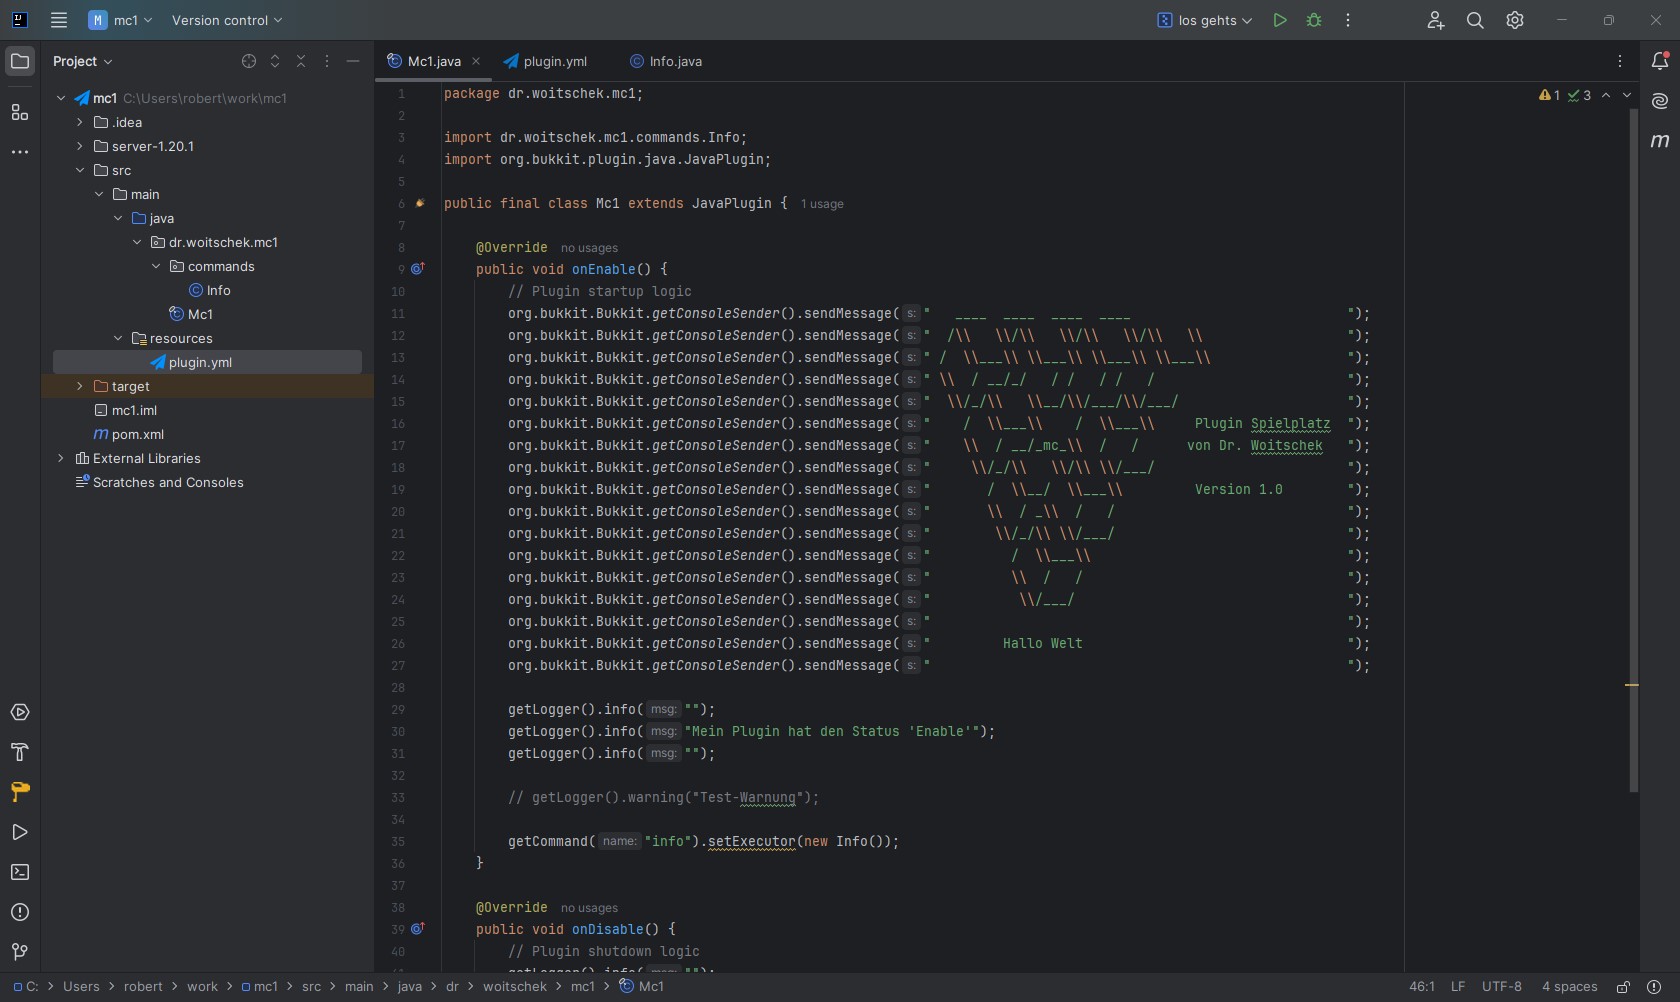 M mc1 Version control los gehts
Project
Mc1.java plugin.yml Info.java
mc1 C:\Users\robert\work\mc1
.idea
server-1.20.1
src
main
java
dr.woitschek.mc1
commands
Info
Mc1
resources
plugin.yml
target
mc1.iml
m pom.xml
External Libraries
Scratches and Consoles
1 package dr.woitschek.mc1; 1 3
2
3 import dr.woitschek.mc1.commands.Info;
4 import org.bukkit.plugin.java.JavaPlugin;
5
6 public final class Mc1 extends JavaPlugin { 1 usage
7
8 @Override no usages
9 public void onEnable() {
10 // Plugin startup logic
11 org.bukkit.Bukkit.getConsoleSender().sendMessage( s: "   ____  ____  ____  ____                           ");
12 org.bukkit.Bukkit.getConsoleSender().sendMessage( s: "  /\\   \\/\\   \\/\\   \\/\\   \\                  ");
13 org.bukkit.Bukkit.getConsoleSender().sendMessage( s: " /  \\___\\ \\___\\ \\___\\ \\___\\                 ");
14 org.bukkit.Bukkit.getConsoleSender().sendMessage( s: " \\  / __/_/   / /   / /   /                        ");
15 org.bukkit.Bukkit.getConsoleSender().sendMessage( s: "  \\/_/\\   \\__/\\/___/\\/___/                     ");
16 org.bukkit.Bukkit.getConsoleSender().sendMessage( s: "    /  \\___\\    /  \\___\\     Plugin Spielplatz  ");
17 org.bukkit.Bukkit.getConsoleSender().sendMessage( s: "    \\  / __/_mc_\\  /   /      von Dr. Woitschek   ");
18 org.bukkit.Bukkit.getConsoleSender().sendMessage( s: "     \\/_/\\   \\/\\ \\/___/                        ");
19 org.bukkit.Bukkit.getConsoleSender().sendMessage( s: "       /  \\__/  \\___\\         Version 1.0        ");
20 org.bukkit.Bukkit.getConsoleSender().sendMessage( s: "       \\  / _\\  /   /                             ");
21 org.bukkit.Bukkit.getConsoleSender().sendMessage( s: "        \\/_/\\ \\/___/                             ");
22 org.bukkit.Bukkit.getConsoleSender().sendMessage( s: "          /  \\___\\                                ");
23 org.bukkit.Bukkit.getConsoleSender().sendMessage( s: "          \\  /   /                                 ");
24 org.bukkit.Bukkit.getConsoleSender().sendMessage( s: "           \\/___/                                  ");
25 org.bukkit.Bukkit.getConsoleSender().sendMessage( s: "                                                    ");
26 org.bukkit.Bukkit.getConsoleSender().sendMessage( s: "         Hallo Welt                                 ");
27 org.bukkit.Bukkit.getConsoleSender().sendMessage( s: "                                                    ");
28
29 getLogger().info( msg: "");
30 getLogger().info( msg: "Mein Plugin hat den Status 'Enable'");
31 getLogger().info( msg: "");
32
33 // getLogger().warning("Test-Warnung");
34
35 getCommand( name: "info").setExecutor(new Info());
36 }
37
38 @Override no usages
39 public void onDisable() {
40 // Plugin shutdown logic
getLogger().info( msg: "");
C: > Users > robert > work > mc1 > src > main > java > dr > woitschek > mc1 > Mc1 46:1 LF UTF-8 4 spaces